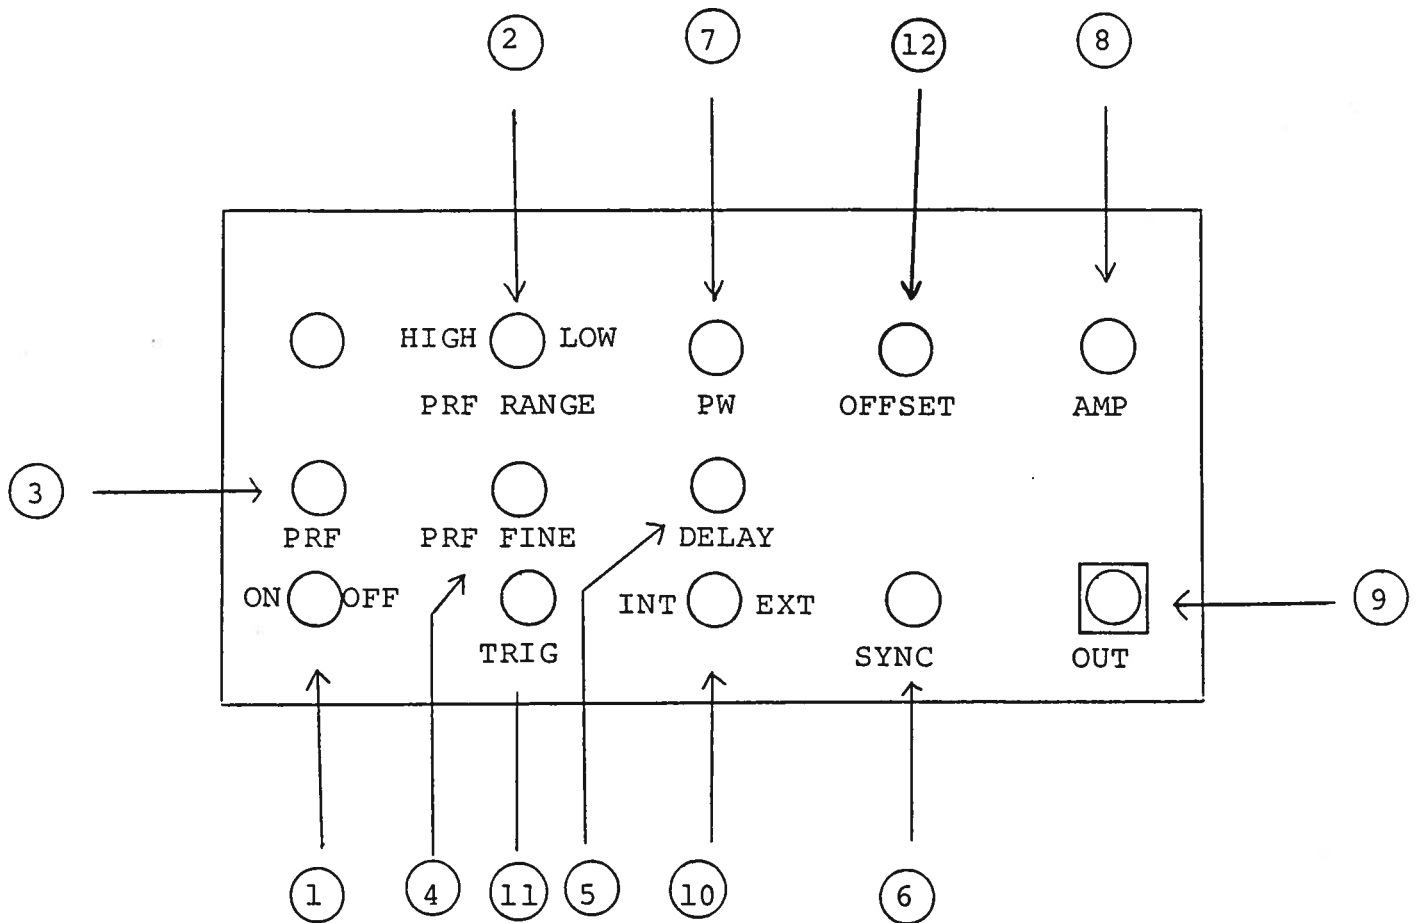 2 7 12 8
HIGH LOW
PRF RANGE PW OFFSET AMP
3
PRF PRF FINE DELAY
ON OFF INT EXT 9
TRIG SYNC OUT
1 4 11 5 10 6